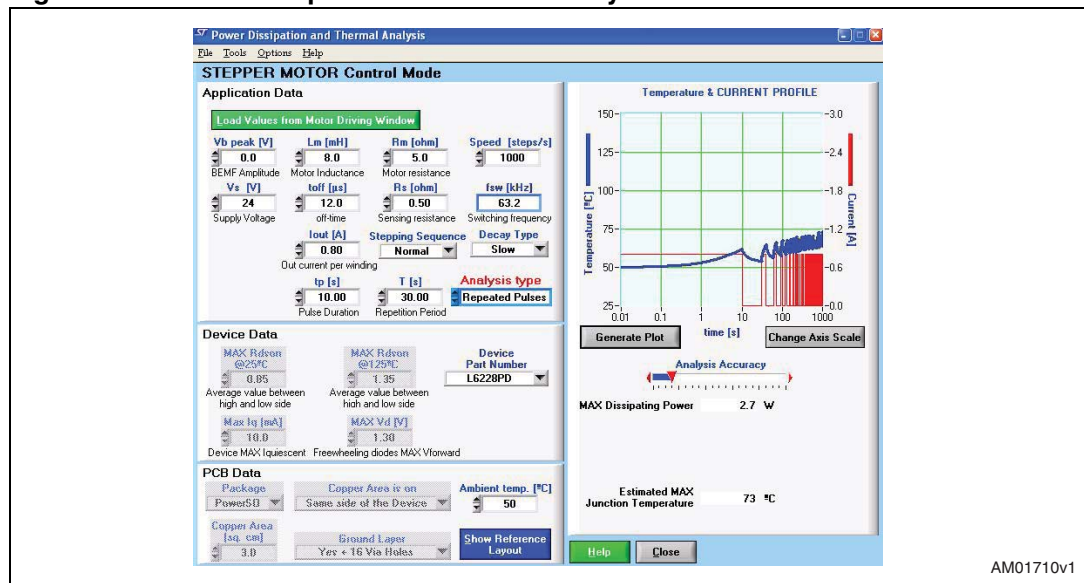 Power Dissipation and Thermal Analysis
File Tools Options Help
STEPPER MOTOR Control Mode
Application Data
Load Values from Motor Driving Window
Vb peak [V] Lm [mH] Rm [ohm] Speed [steps/s]
0.0 8.0 5.0 1000
BEMF Amplitude Motor Inductance Motor resistance
Vs [V] toff [µs] Rs [ohm] fsw [kHz]
24 12.0 0.50 63.2
Supply Voltage off-time Sensing resistance Switching frequency
Iout [A] Stepping Sequence Decay Type
0.80 Normal Slow
Out current per winding
tp [s] T [s] Analysis type
10.00 30.00 Repeated Pulses
Pulse Duration Repetition Period
Device Data
MAX Rdson @25ºC MAX Rdson @125ºC Device Part Number
0.85 1.35 L6228PD
Average value between high and low side Average value between high and low side
Max Iq [mA] MAX Vd [V]
10.0 1.30
Device MAX Iquiescent Freewheeling diodes MAX Vforward
PCB Data
Package Copper Area is on Ambient temp. [ºC]
PowerSO Same side of the Device 50
Copper Area [sq. cm] Ground Layer Show Reference Layout
3.0 Yes + 16 Via Holes
Temperature & CURRENT PROFILE
150 3.0
125 2.4
100 1.8
75 1.2
50 0.6
25 0.0
Temperature [ºC]
Current [A]
0.01 0.1 1 10 100 1000
time [s]
Generate Plot Change Axis Scale
Analysis Accuracy
MAX Dissipating Power 2.7 W
Estimated MAX Junction Temperature 73 ºC
Help Close
AM01710v1